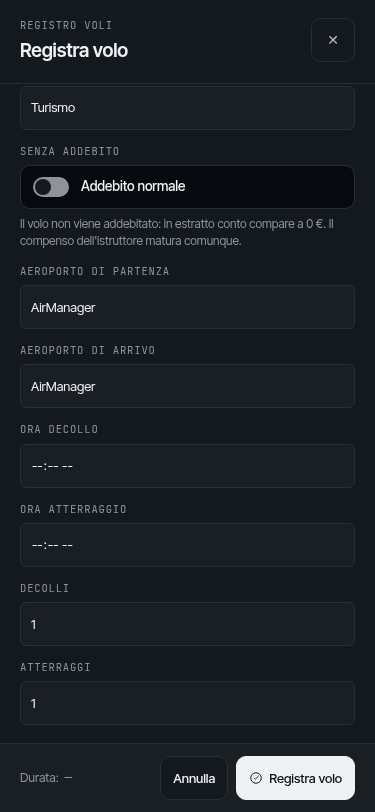 REGISTRO VOLI
Registra volo
Turismo
SENZA ADDEBITO
Addebito normale
Il volo non viene addebitato: in estratto conto compare a 0 €. Il
compenso dell'istruttore matura comunque.
AEROPORTO DI PARTENZA
AirManager
AEROPORTO DI ARRIVO
AirManager
ORA DECOLLO
--:-- --
ORA ATTERRAGGIO
--:-- --
DECOLLI
1
ATTERRAGGI
1
Durata: —
Annulla
Registra volo